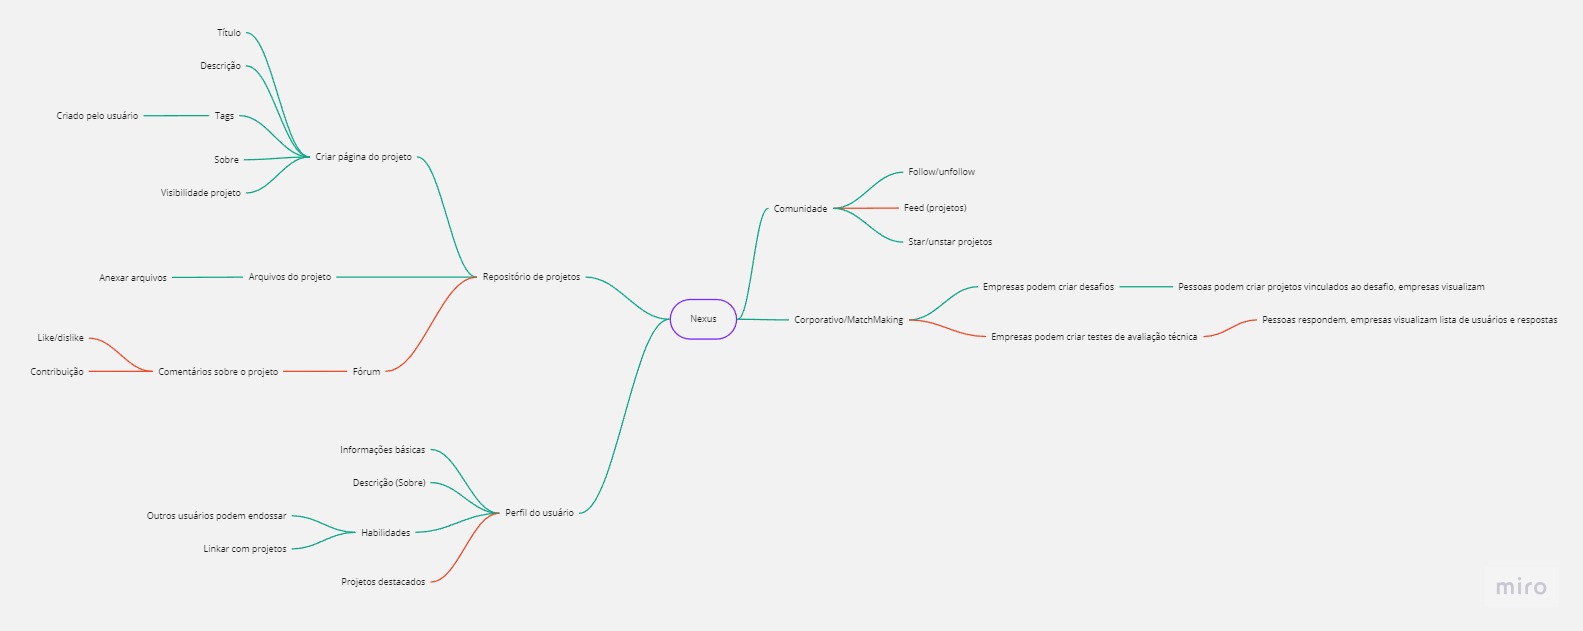 Título
Descrição
Criado pelo usuário
Tags
Sobre
Visibilidade projeto
Criar página do projeto
Anexar arquivos
Arquivos do projeto
Repositório de projetos
Like/dislike
Contribuição
Comentários sobre o projeto
Fórum
Informações básicas
Descrição (Sobre)
Outros usuários podem endossar
Linkar com projetos
Habilidades
Projetos destacados
Perfil do usuário
Nexus
Comunidade
Follow/unfollow
Feed (projetos)
Star/unstar projetos
Corporativo/MatchMaking
Empresas podem criar desafios
Pessoas podem criar projetos vinculados ao desafio, empresas visualizam
Empresas podem criar testes de avaliação técnica
Pessoas respondem, empresas visualizam lista de usuários e respostas
miro